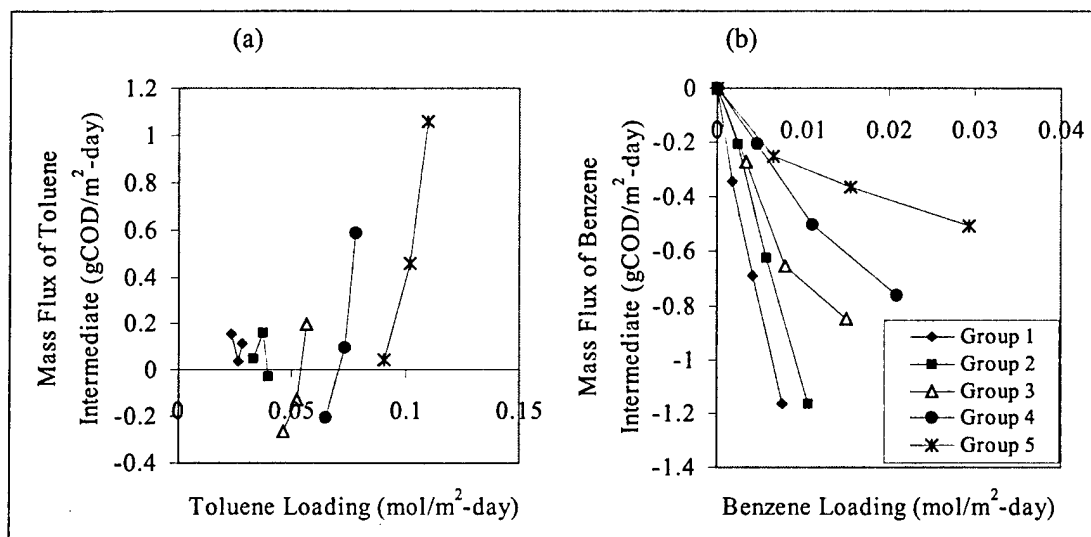 (a)
1.2
1
0.8
0.6
0.4
0.2
0
-0.2
-0.4
0
0.05
0.1
0.15
Mass Flux of Toluene
Intermediate (gCOD/m²-day)
Toluene Loading (mol/m²-day)
(b)
0
-0.2
-0.4
-0.6
-0.8
-1
-1.2
-1.4
0
0.01
0.02
0.03
0.04
Mass Flux of Benzene
Intermediate (gCOD/m²-day)
Group 1
Group 2
Group 3
Group 4
Group 5
Benzene Loading (mol/m²-day)